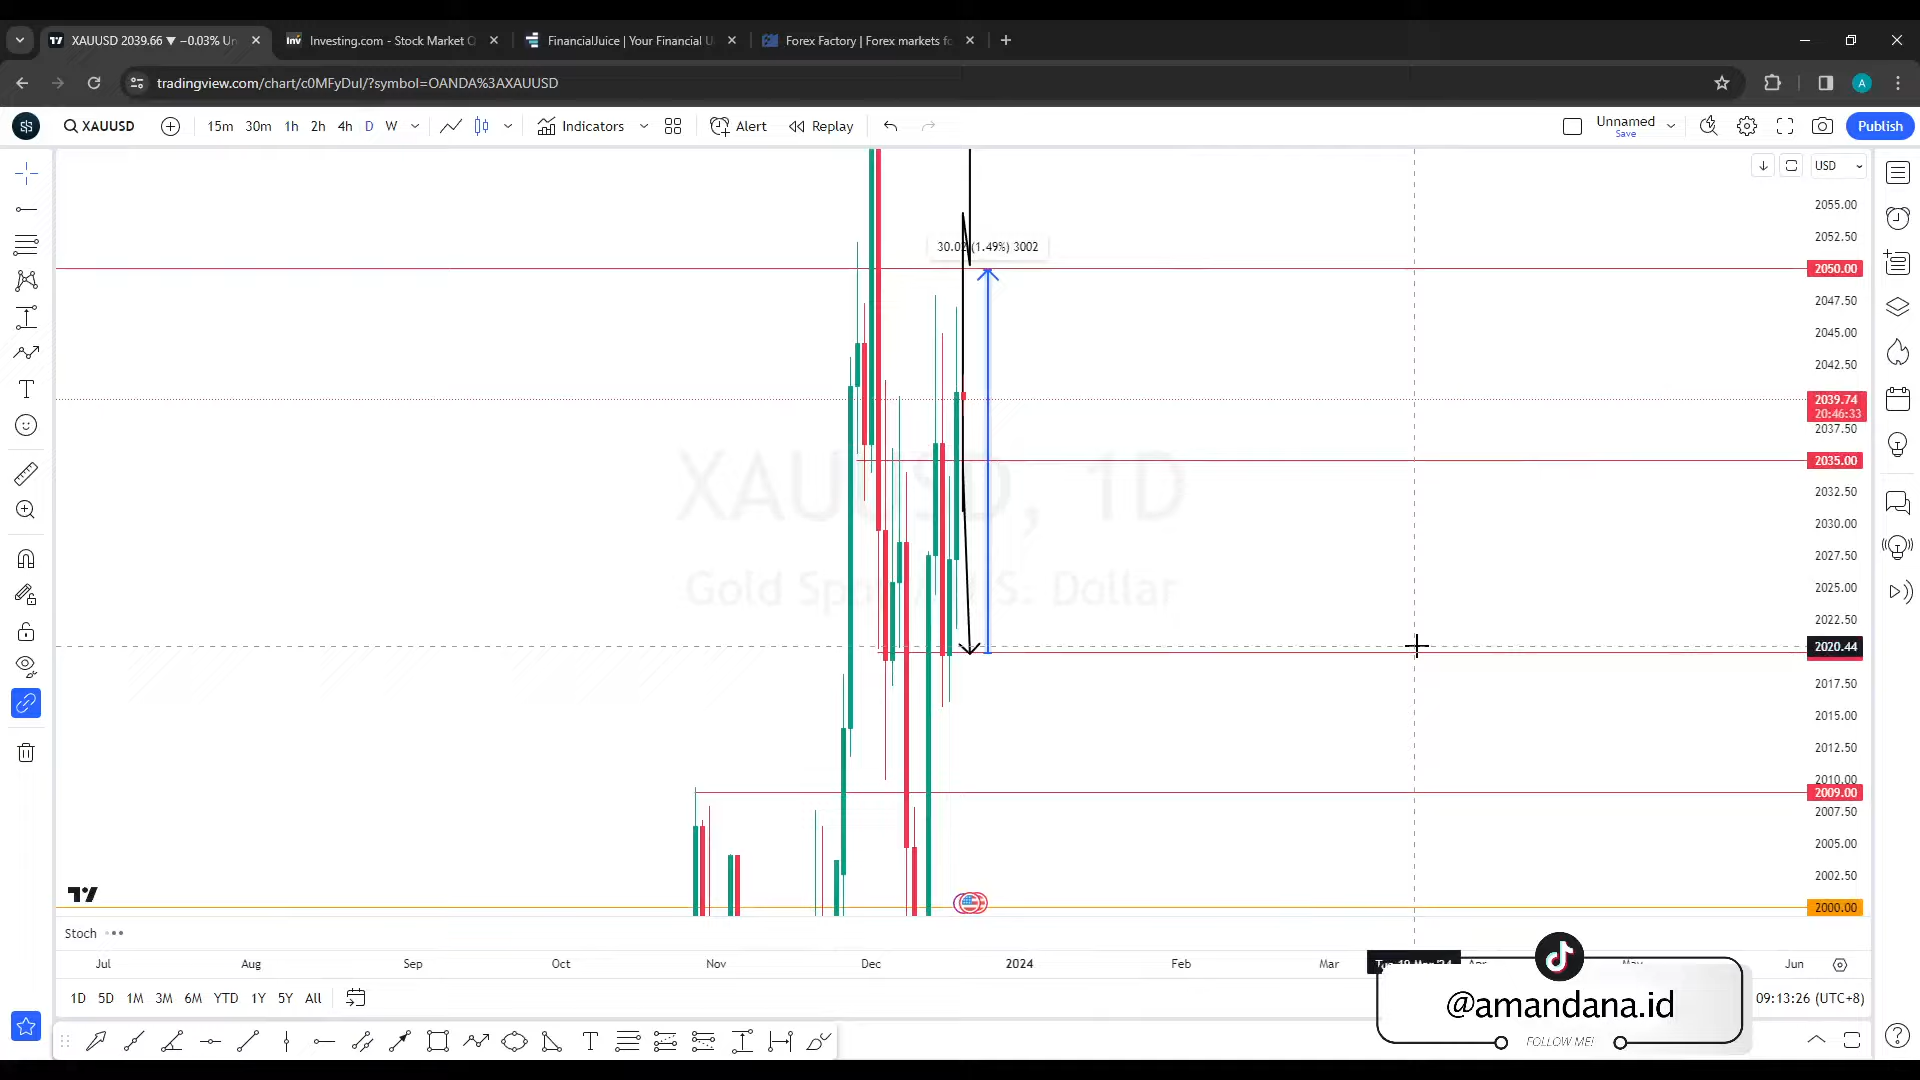 XAUUSD 2039.66 ▼ −0.03% Un
Investing.com - Stock Market Q
FinancialJuice | Your Financial U
Forex Factory | Forex markets fo
tradingview.com/chart/c0MFyDul/?symbol=OANDA%3AXAUUSD
A
XAUUSD
15m 30m 1h 2h 4h D W
Indicators
Alert
Replay
Unnamed
Save
Publish
USD
2055.00
2052.50
30.02 (1.49%) 3002
2050.00
2047.50
2045.00
2042.50
2039.74
20:46:33
2037.50
2035.00
XAUUSD, 1D
2032.50
2030.00
2027.50
Gold Spot / U.S. Dollar
2025.00
2022.50
2020.44
2017.50
2015.00
2012.50
2010.00
2009.00
2007.50
2005.00
2002.50
2000.00
Stoch
Jul Aug Sep Oct Nov Dec 2024 Feb Mar Jun
1D 5D 1M 3M 6M YTD 1Y 5Y All
09:13:26 (UTC+8)
@amandana.id
FOLLOW ME!